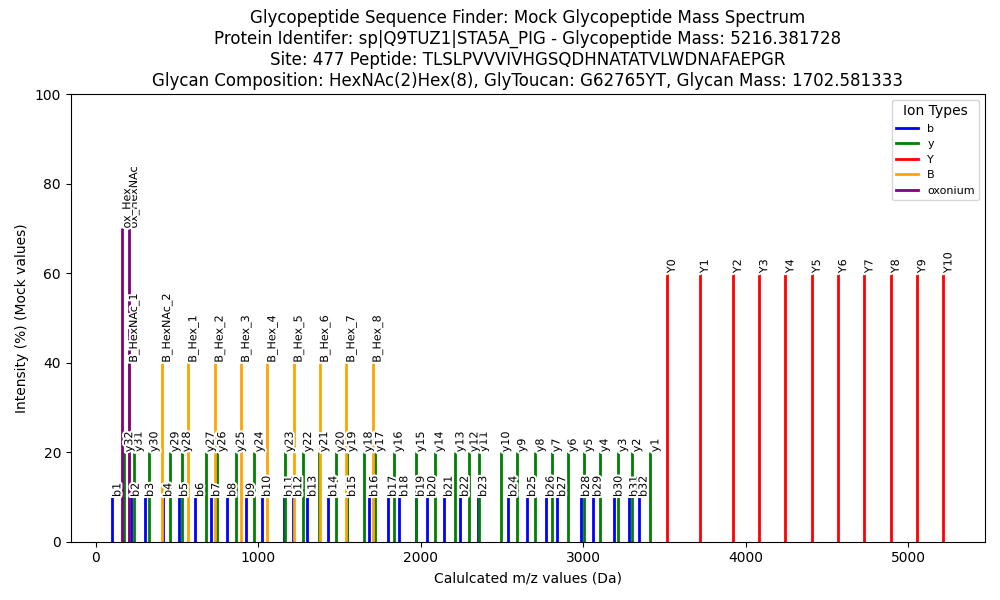 Glycopeptide Sequence Finder: Mock Glycopeptide Mass Spectrum
Protein Identifer: sp|Q9TUZ1|STA5A_PIG - Glycopeptide Mass: 5216.381728
Site: 477 Peptide: TLSLPVVVIVHGSQDHNATATVLWDNAFAEPGR
Glycan Composition: HexNAc(2)Hex(8), GlyToucan: G62765YT, Glycan Mass: 1702.581333
Intensity (%) (Mock values)
100
80
60
40
20
0
Ion Types
b
y
Y
B
oxonium
ox_Hex
ox_HexNAc
Y0
Y1
Y2
Y3
Y4
Y5
Y6
Y7
Y8
Y9
Y10
B_HexNAc_1
B_HexNAc_2
B_Hex_1
B_Hex_2
B_Hex_3
B_Hex_4
B_Hex_5
B_Hex_6
B_Hex_7
B_Hex_8
y32
y31
y30
y29
y28
y27
y26
y25
y24
y23
y22
y21
y20
y19
y18
y17
y16
y15
y14
y13
y12
y11
y10
y9
y8
y7
y6
y5
y4
y3
y2
y1
b1
b2
b3
b4
b5
b6
b7
b8
b9
b10
b11
b12
b13
b14
b15
b16
b17
b18
b19
b20
b21
b22
b23
b24
b25
b26
b27
b28
b29
b30
b31
b32
0
1000
2000
3000
4000
5000
Calulcated m/z values (Da)